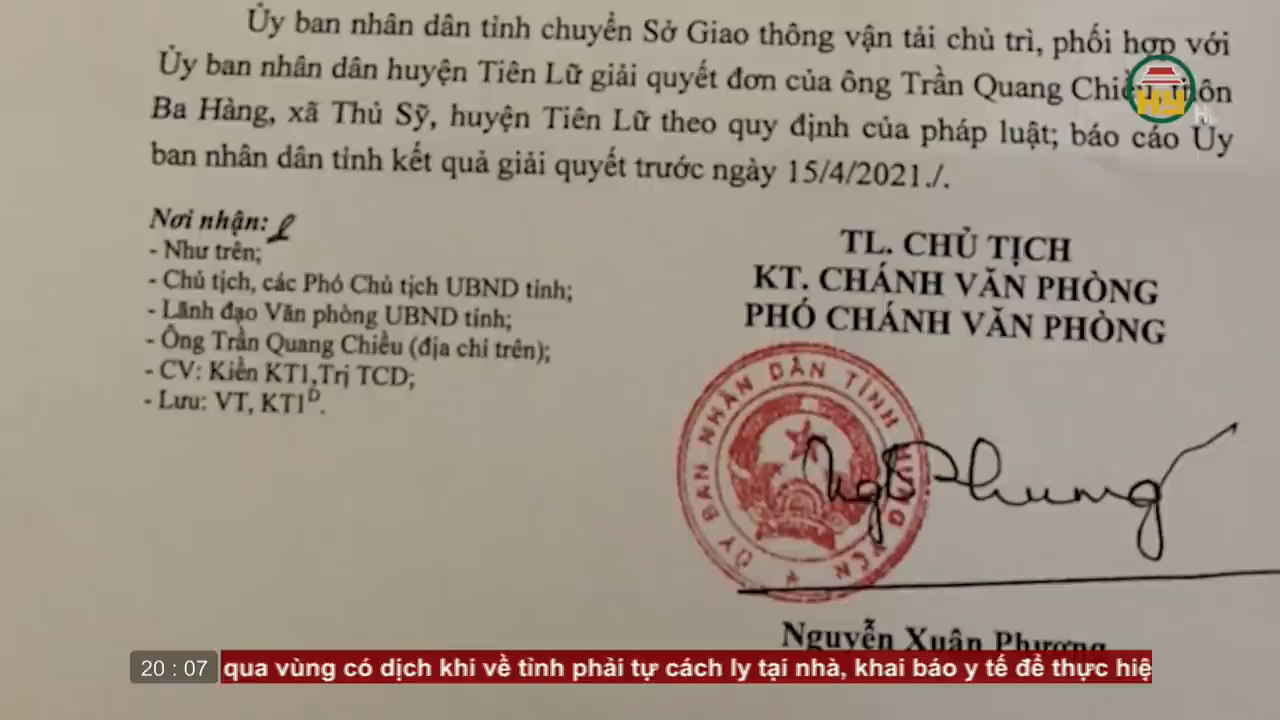 Ủy ban nhân dân tỉnh chuyển Sở Giao thông vận tải chủ trì, phối hợp với
Ủy ban nhân dân huyện Tiên Lữ giải quyết đơn của ông Trần Quang Chiểu, thôn
Ba Hàng, xã Thủ Sỹ, huyện Tiên Lữ theo quy định của pháp luật; báo cáo Ủy
ban nhân dân tỉnh kết quả giải quyết trước ngày 15/4/2021./.
Nơi nhận:
- Như trên;
- Chủ tịch, các Phó Chủ tịch UBND tỉnh;
- Lãnh đạo Văn phòng UBND tỉnh;
- Ông Trần Quang Chiểu (địa chỉ trên);
- CV: Kiền KT1,Trị TCD;
- Lưu: VT, KT1D.
TL. CHỦ TỊCH
KT. CHÁNH VĂN PHÒNG
PHÓ CHÁNH VĂN PHÒNG
ỦY BAN NHÂN DÂN TỈNH HƯNG YÊN
Nguyễn Xuân Phương
HY
20 : 07
qua vùng có dịch khi về tỉnh phải tự cách ly tại nhà, khai báo y tế để thực hiệ